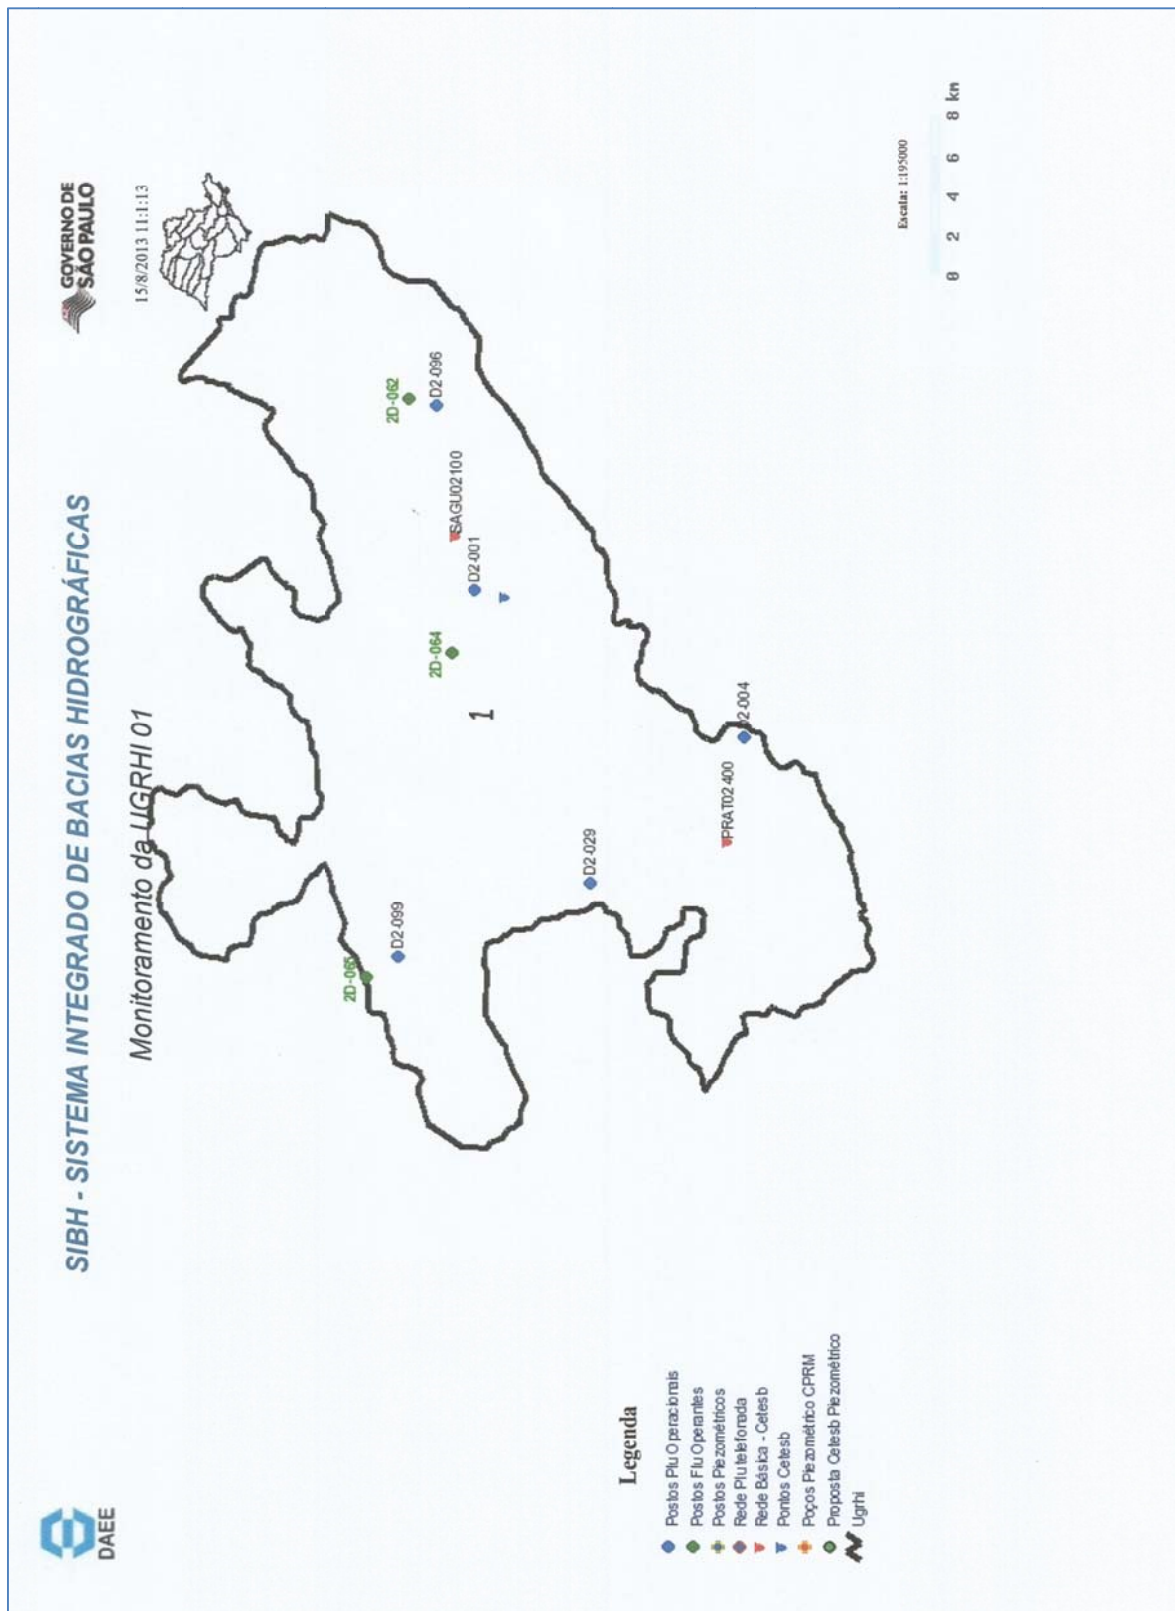 DAEE
SIBH - SISTEMA INTEGRADO DE BACIAS HIDROGRÁFICAS
GOVERNO DE
SÃO PAULO
Monitoramento da UGRHI 01
15/8/2013 11:1:13
2D-065
D2-099
2D-064
2D-062
D2-096
SAGU02100
D2-001
1
D2-029
PRAT02400
D2-004
Legenda
Postos Plu Operacionais
Postos Flu Operantes
Postos Piezométricos
Rede Plu telefonada
Rede Básica - Cetesb
Pontos Cetesb
Poços Piezométrico CPRM
Proposta Cetesb Piezométrico
Ugrhi
Escala: 1:195000
0 2 4 6 8 km